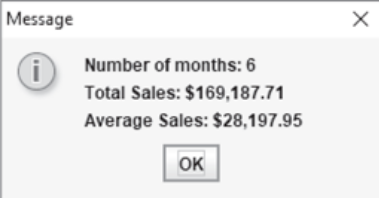 Message
Number of months: 6
Total Sales: $169,187.71
Average Sales: $28,197.95
OK